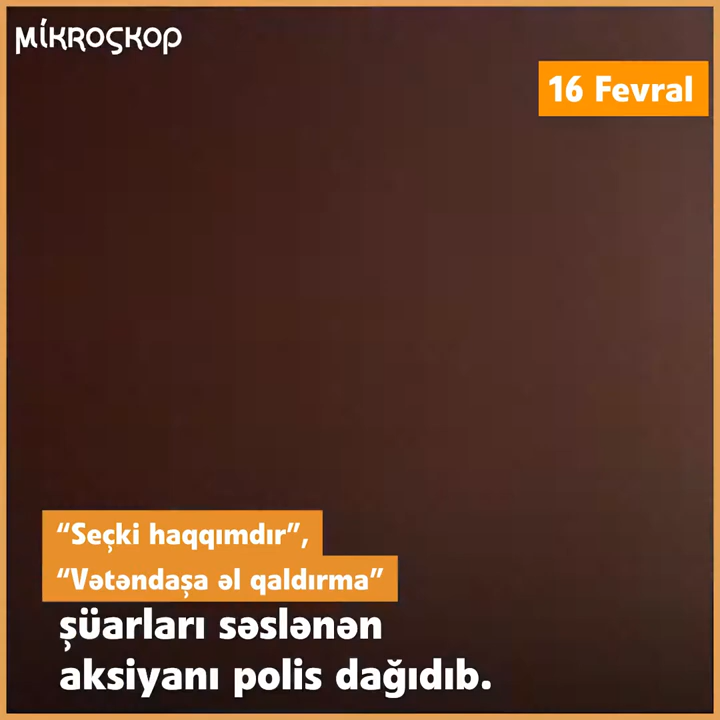 MİKROSKOP
16 Fevral
“Seçki haqqımdır”,
“Vətəndaşa əl qaldırma”
şüarları səslənən
aksiyanı polis dağıdıb.